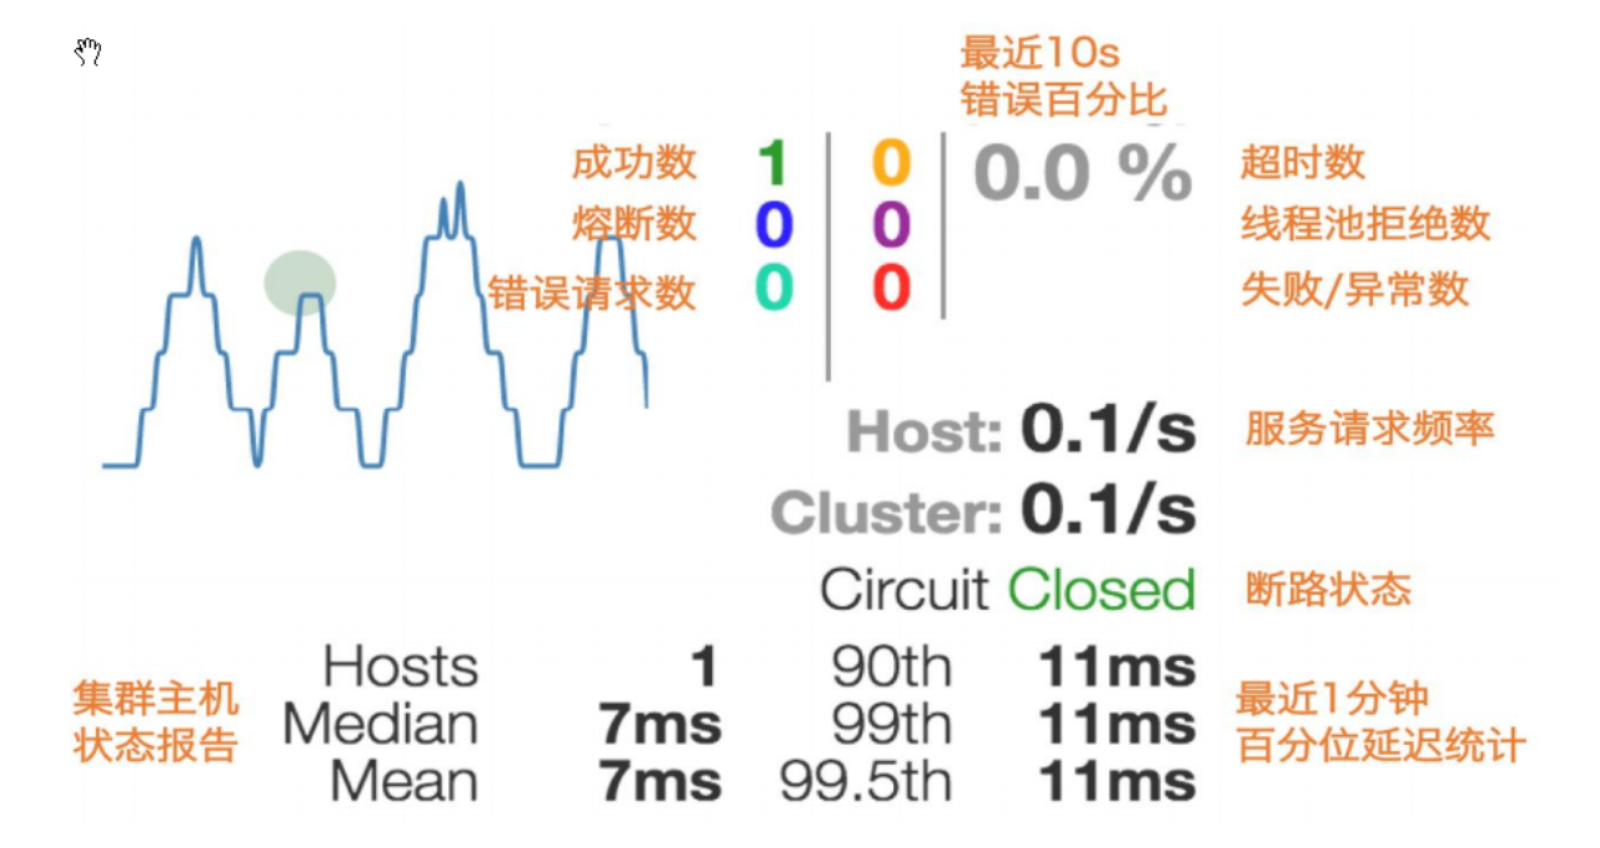 最近10s
错误百分比
成功数 1 0 0.0 % 超时数
熔断数 0 0 线程池拒绝数
错误请求数 0 0 失败/异常数
Host: 0.1/s 服务请求频率
Cluster: 0.1/s
Circuit Closed 断路状态
集群主机
状态报告
Hosts 1 90th 11ms
Median 7ms 99th 11ms
Mean 7ms 99.5th 11ms
最近1分钟
百分位延迟统计